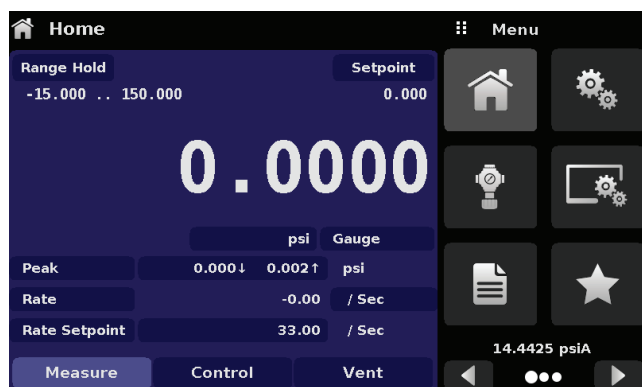 Home
Menu
Range Hold
Setpoint
-15.000 .. 150.000
0.000
0.0000
psi Gauge
Peak 0.000↓ 0.002↑ psi
Rate -0.00 / Sec
Rate Setpoint 33.00 / Sec
14.4425 psiA
Measure Control Vent